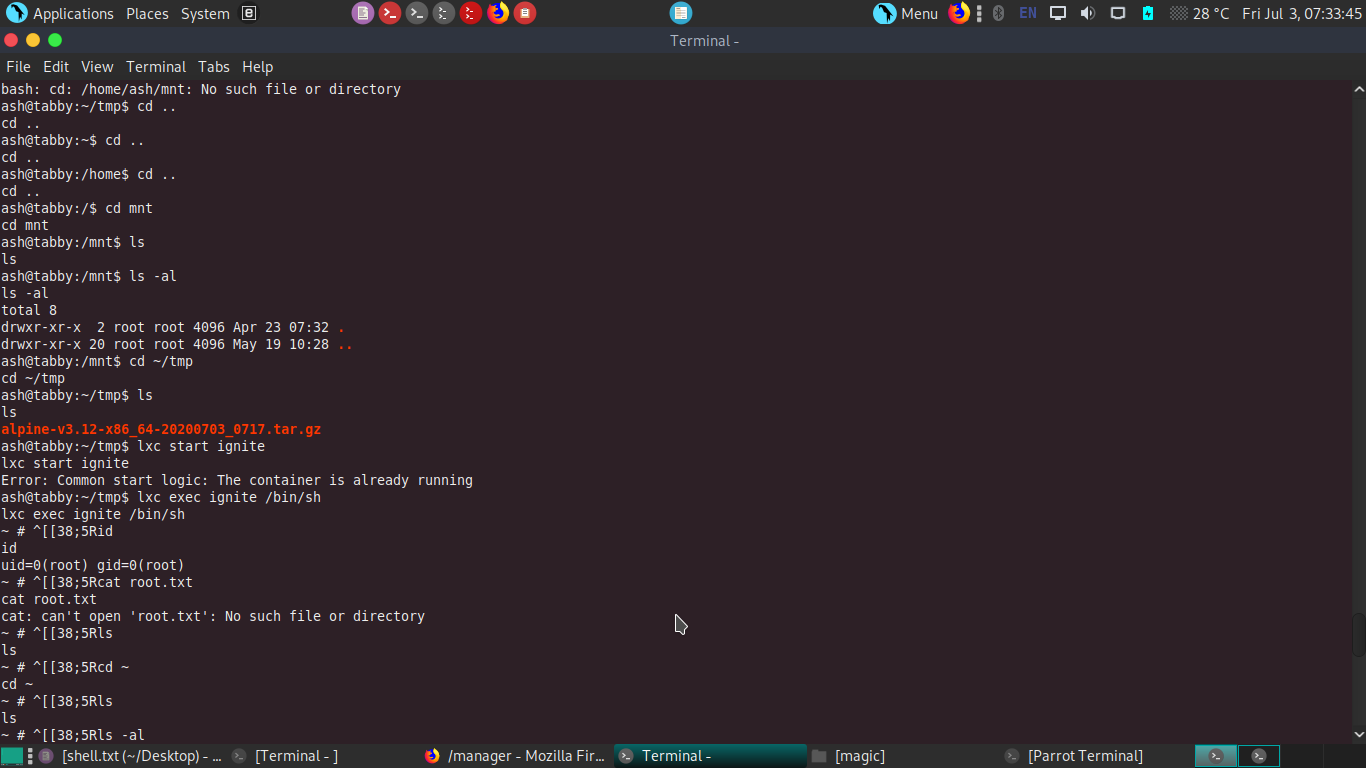 Applications Places System Menu EN 28 °C Fri Jul 3, 07:33:45
Terminal -
File Edit View Terminal Tabs Help
bash: cd: /home/ash/mnt: No such file or directory
ash@tabby:~/tmp$ cd ..
cd ..
ash@tabby:~$ cd ..
cd ..
ash@tabby:/home$ cd ..
cd ..
ash@tabby:/$ cd mnt
cd mnt
ash@tabby:/mnt$ ls
ls
ash@tabby:/mnt$ ls -al
ls -al
total 8
drwxr-xr-x  2 root root 4096 Apr 23 07:32 .
drwxr-xr-x 20 root root 4096 May 19 10:28 ..
ash@tabby:/mnt$ cd ~/tmp
cd ~/tmp
ash@tabby:~/tmp$ ls
ls
alpine-v3.12-x86_64-20200703_0717.tar.gz
ash@tabby:~/tmp$ lxc start ignite
lxc start ignite
Error: Common start logic: The container is already running
ash@tabby:~/tmp$ lxc exec ignite /bin/sh
lxc exec ignite /bin/sh
~ # ^[[38;5Rid
id
uid=0(root) gid=0(root)
~ # ^[[38;5Rcat root.txt
cat root.txt
cat: can't open 'root.txt': No such file or directory
~ # ^[[38;5Rls
ls
~ # ^[[38;5Rcd ~
cd ~
~ # ^[[38;5Rls
ls
~ # ^[[38;5Rls -al
[shell.txt (~/Desktop) - ... [Terminal - ] /manager - Mozilla Fir... Terminal - [magic] [Parrot Terminal]